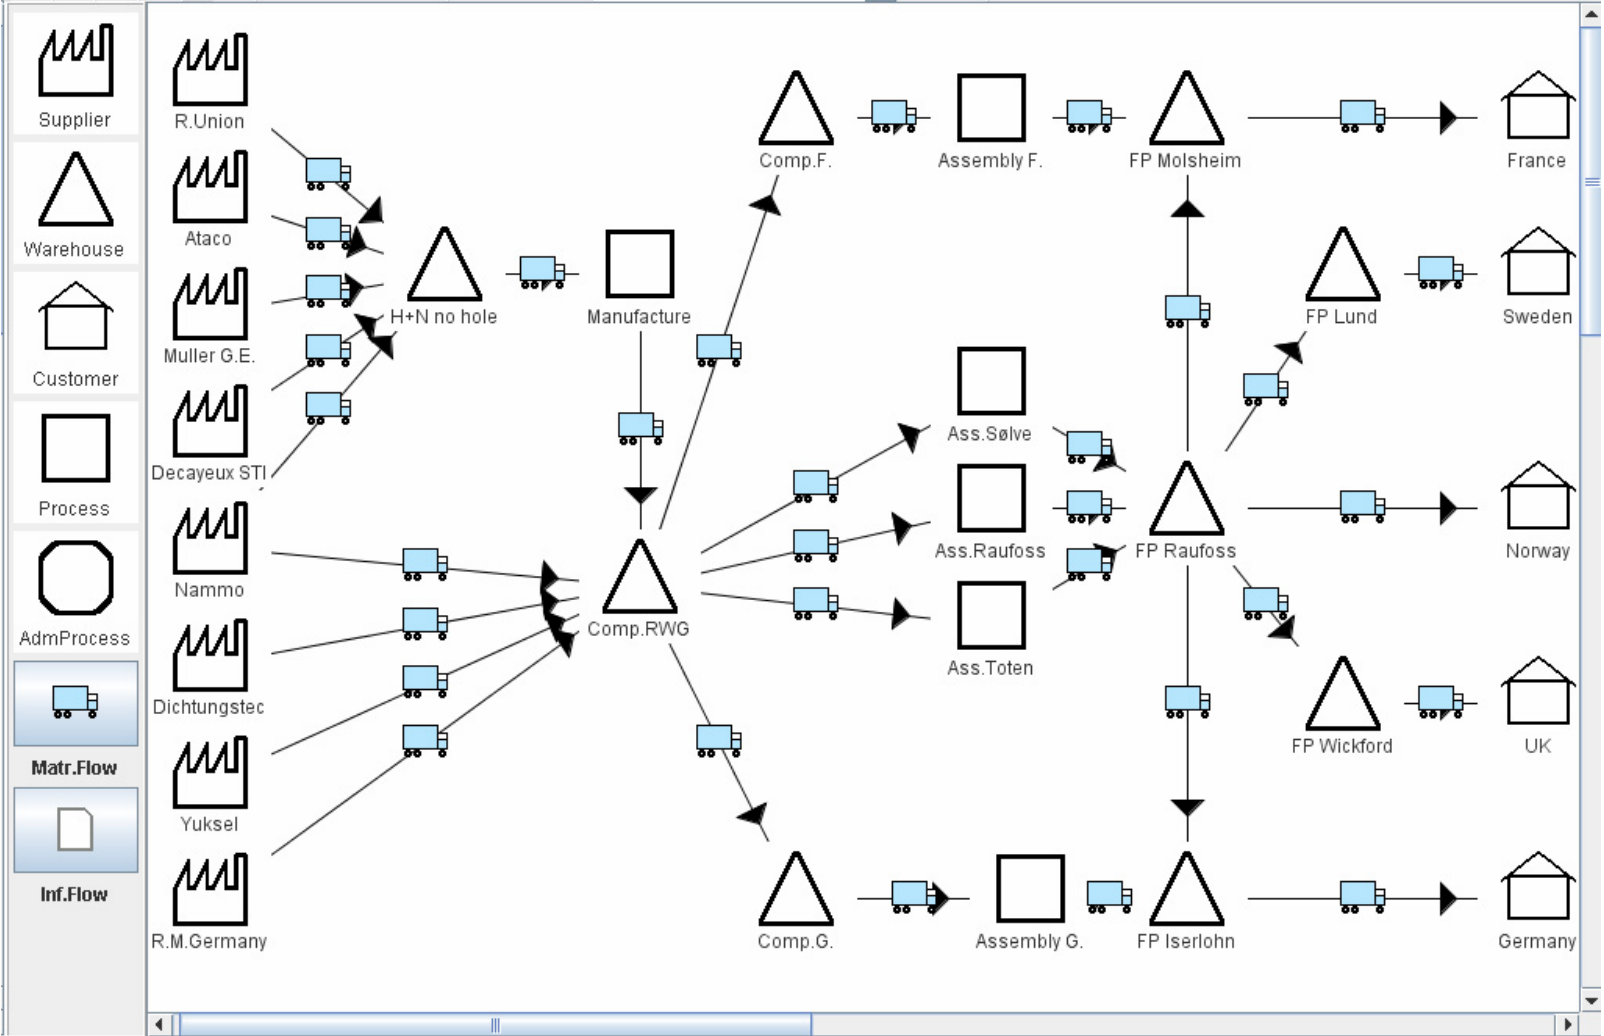 Supplier
Warehouse
Customer
Process
AdmProcess
Matr.Flow
Inf.Flow
R.Union
Ataco
Muller G.E.
Decayeux STI
Nammo
Dichtungstec
Yuksel
R.M.Germany
H+N no hole
Manufacture
Comp.RWG
Comp.F.
Assembly F.
FP Molsheim
France
FP Lund
Sweden
Ass.Sølve
Ass.Raufoss
Ass.Toten
FP Raufoss
Norway
FP Wickford
UK
Comp.G.
Assembly G.
FP Iserlohn
Germany